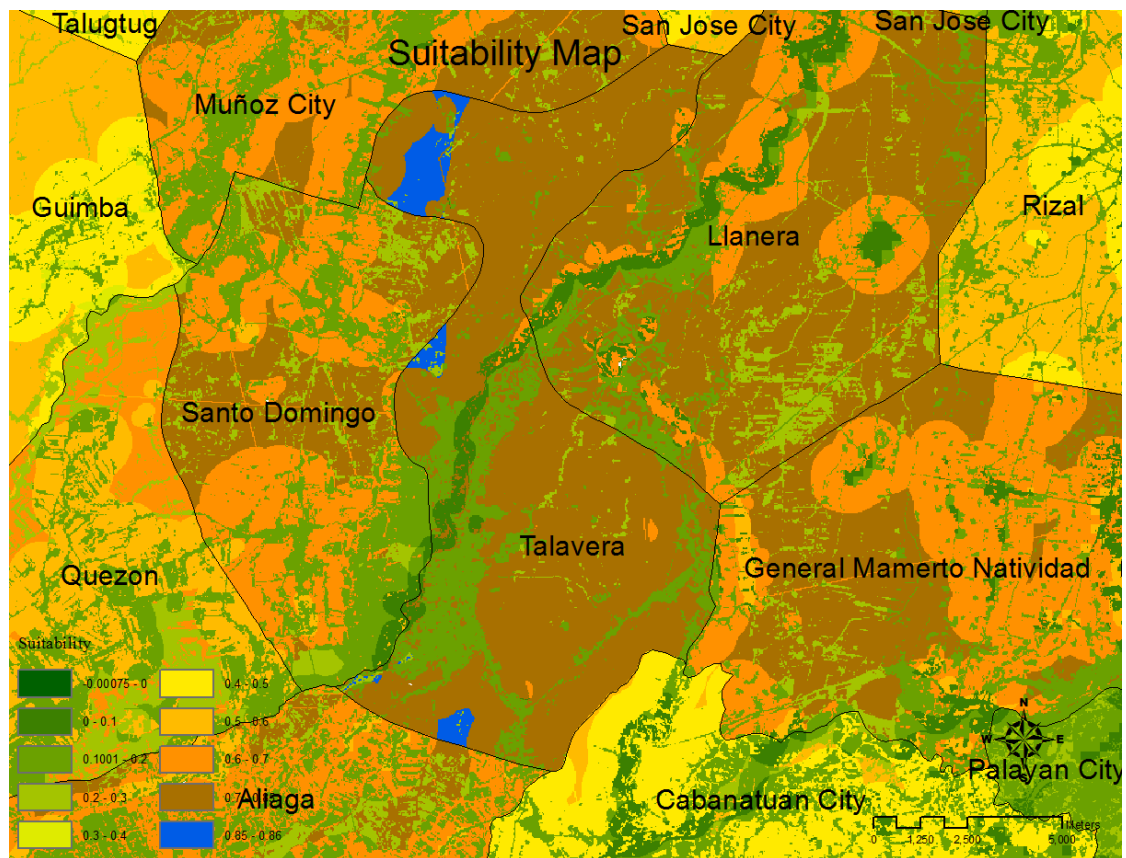 Talugtug
San Jose City
San Jose City
Suitability Map
Muñoz City
Guimba
Rizal
Llanera
Santo Domingo
Talavera
General Mamerto Natividad
Quezon
Suitability
-0.00075 - 0
0.4 - 0.5
0 - 0.1
0.5 - 0.6
0.1001 - 0.2
0.6 - 0.7
0.2 - 0.3
0.3 - 0.4
0.85 - 0.86
Aliaga
Cabanatuan City
Palayan City
N
W
E
S
Meters
0
1,250
2,500
5,000